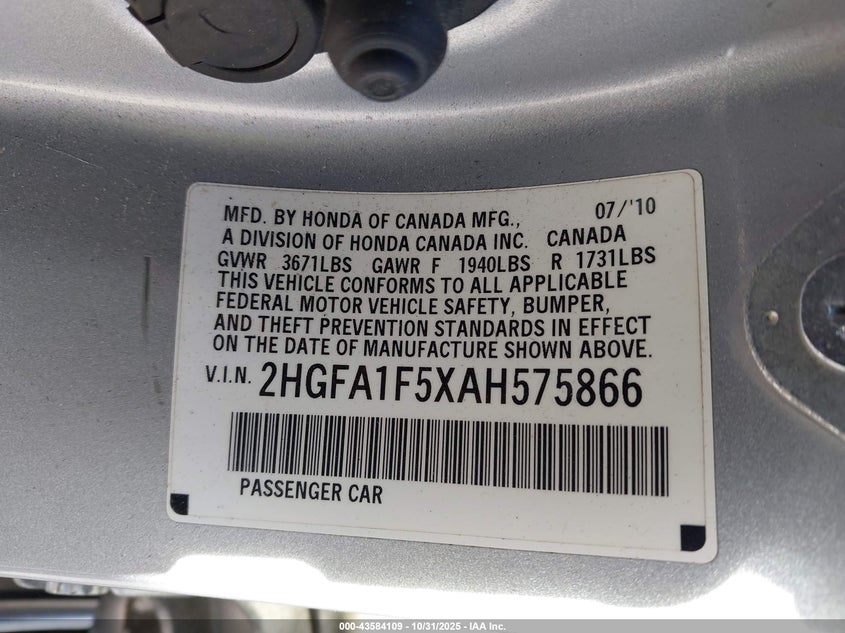 MFD. BY HONDA OF CANADA MFG., 07/'10
A DIVISION OF HONDA CANADA INC. CANADA
GVWR 3671LBS GAWR F 1940LBS R 1731LBS
THIS VEHICLE CONFORMS TO ALL APPLICABLE
FEDERAL MOTOR VEHICLE SAFETY, BUMPER,
AND THEFT PREVENTION STANDARDS IN EFFECT
ON THE DATE OF MANUFACTURE SHOWN ABOVE.
V.I.N. 2HGFA1F5XAH575866
PASSENGER CAR
000-43584109 - 10/31/2025 - IAA Inc.